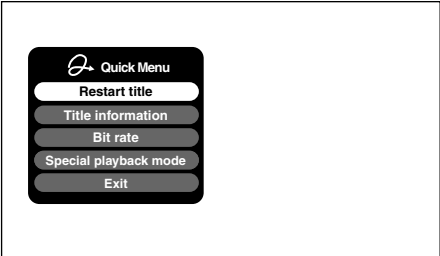 Quick Menu
Restart title
Title information
Bit rate
Special playback mode
Exit